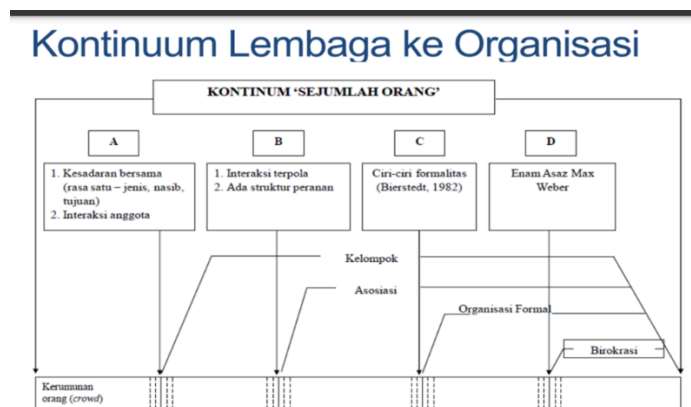 Kontinuum Lembaga ke Organisasi
KONTINUM ‘SEJUMLAH ORANG’
A
B
C
D
1. Kesadaran bersama
(rasa satu – jenis, nasib,
tujuan)
2. Interaksi anggota
1. Interaksi terpola
2. Ada struktur peranan
Ciri-ciri formalitas
(Bierstedt, 1982)
Enam Asaz Max
Weber
Kelompok
Asosiasi
Organisasi Formal
Birokrasi
Kerumunan
orang (crowd)